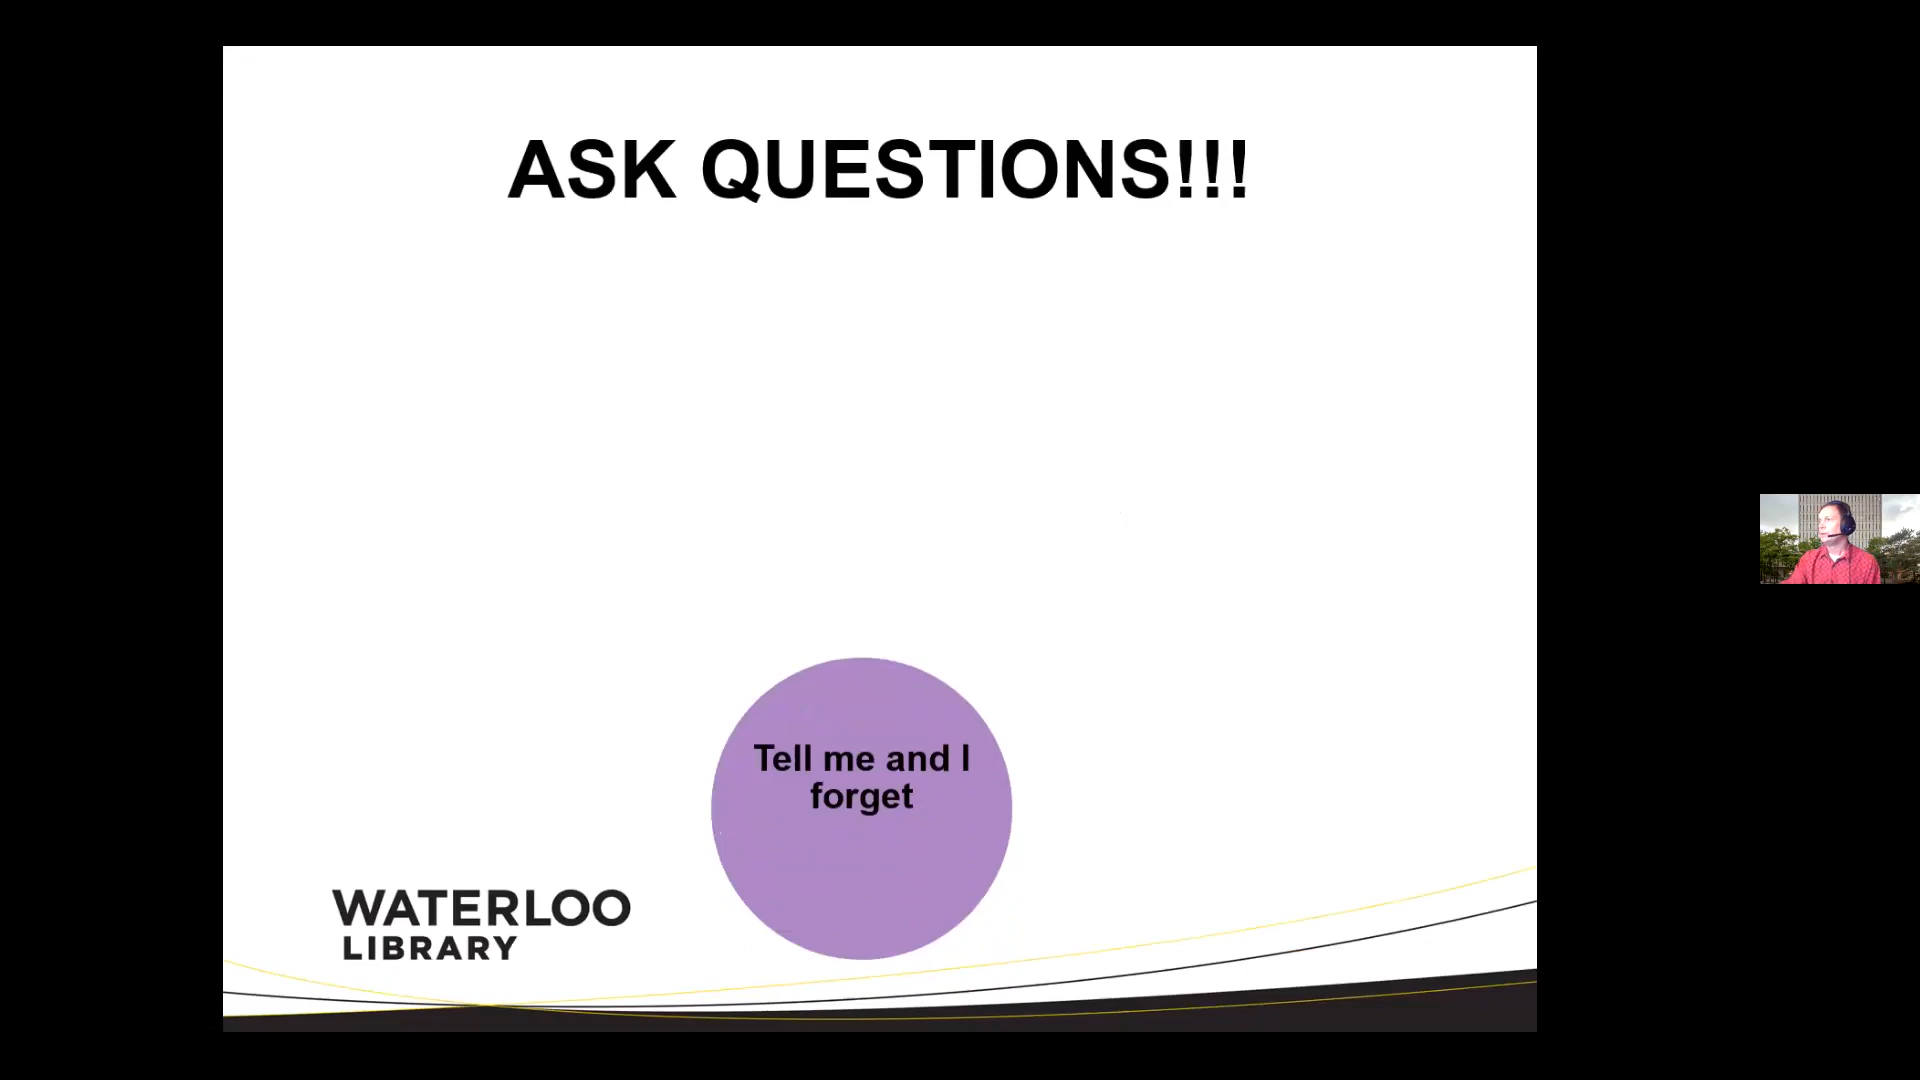 ASK QUESTIONS!!!
Tell me and I
forget
WATERLOO
LIBRARY